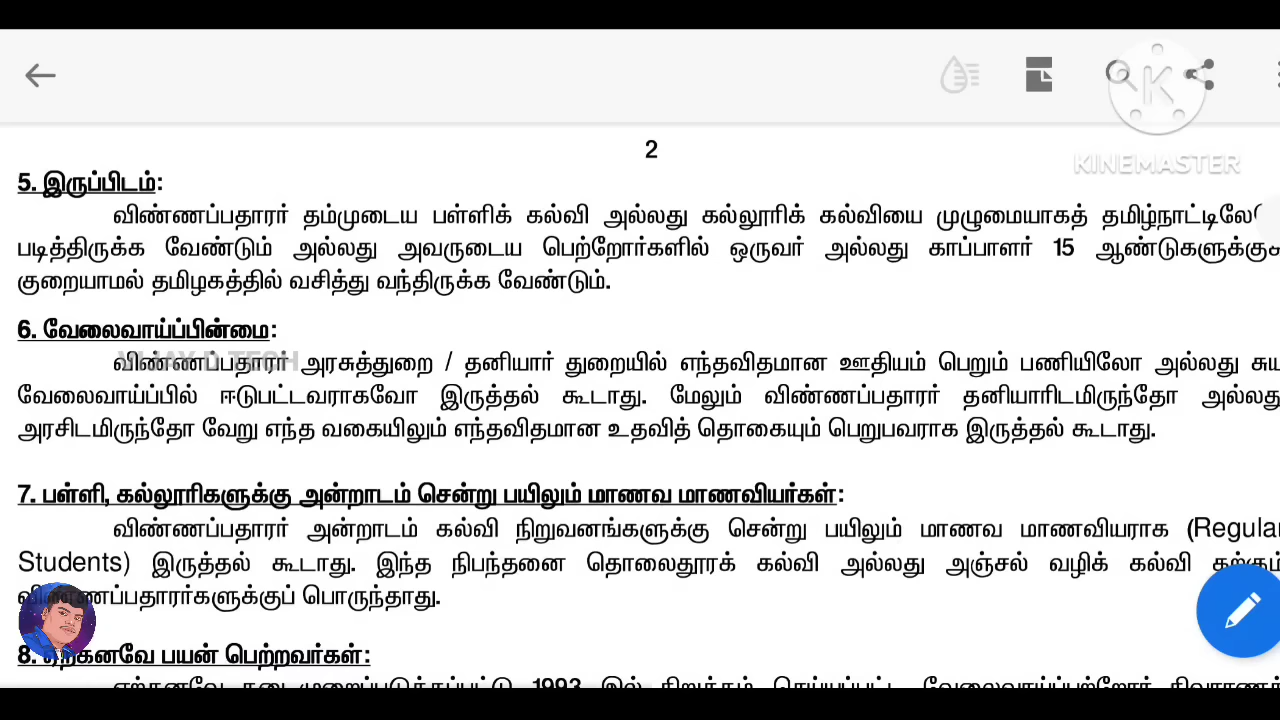 KINEMASTER
2
5. இருப்பிடம்:
விண்ணப்பதாரர் தம்முடைய பள்ளிக் கல்வி அல்லது கல்லூரிக் கல்வியை முழுமையாகத்
படித்திருக்க வேண்டும் அல்லது அவருடைய பெற்றோர்களில் ஒருவர் அல்லது காப்பாளர் 15
குறையாமல் தமிழகத்தில் வசித்து வந்திருக்க வேண்டும்.
6. வேலைவாய்ப்பின்மை:
VIJAY D TECH
விண்ணப்பதாரர் அரசுத்துறை / தனியார் துறையில் எந்தவிதமான ஊதியம் பெறும் பணியிலோ அல்லது
வேலைவாய்ப்பில் ஈடுபட்டவராகவோ இருத்தல் கூடாது. மேலும் விண்ணப்பதாரர் தனியாரிடமிருந்தோ
அரசிடமிருந்தோ வேறு எந்த வகையிலும் எந்தவிதமான உதவித் தொகையும் பெறுபவராக இருத்தல் கூடாது.
7. பள்ளி, கல்லூரிகளுக்கு அன்றாடம் சென்று பயிலும் மாணவ மாணவியர்கள்:
விண்ணப்பதாரர் அன்றாடம் கல்வி நிறுவனங்களுக்கு சென்று பயிலும் மாணவ மாணவியராக (Regular
Students) இருத்தல் கூடாது. இந்த நிபந்தனை தொலைதூரக் கல்வி அல்லது அஞ்சல் வழிக் கல்வி
விண்ணப்பதாரர்களுக்குப் பொருந்தாது.
8. ஏற்கனவே பயன் பெற்றவர்கள்:
1993